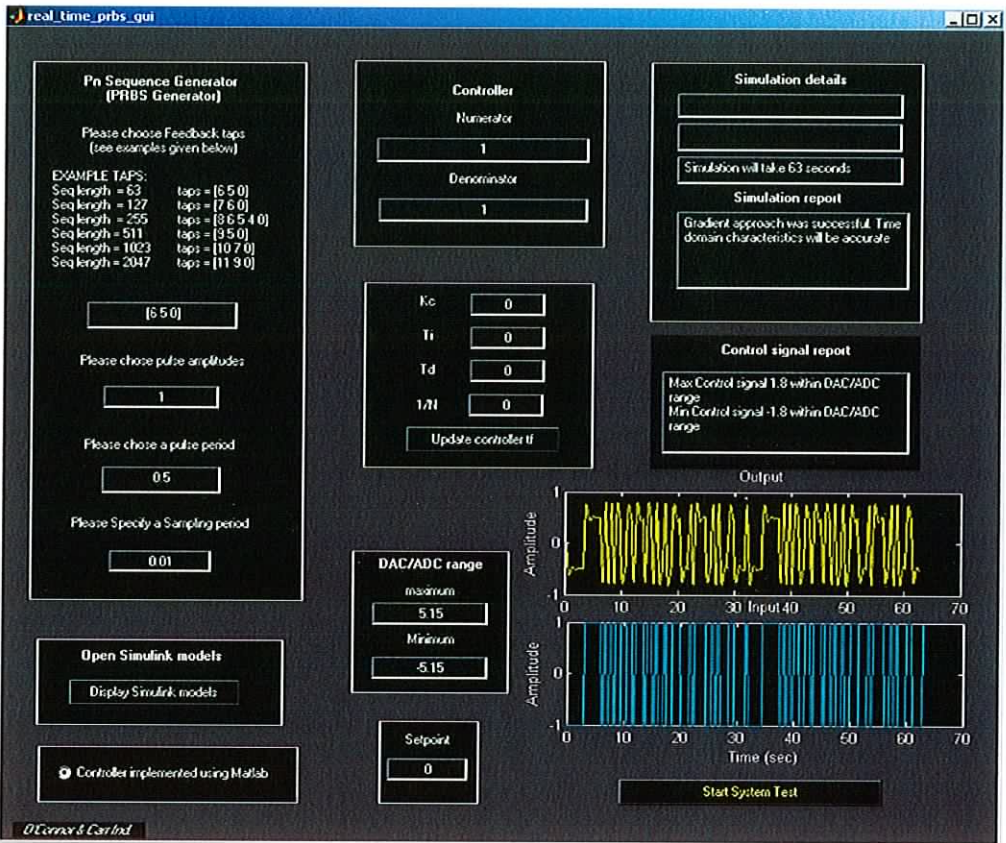 real_time_prbs_gui
Pn Sequence Generator
(PRBS Generator)
Please choose Feedback taps
(see examples given below)
EXAMPLE TAPS:
Seq length = 63 taps = [6 5 0]
Seq length = 127 taps = [7 6 0]
Seq length = 255 taps = [8 6 5 4 0]
Seq length = 511 taps = [9 5 0]
Seq length = 1023 taps = [10 7 0]
Seq length = 2047 taps = [11 9 0]
[6 5 0]
Please chose pulse amplitudes
1
Please chose a pulse period
0.5
Please Specify a Sampling period
0.01
Open Simulink models
Display Simulink models
Controller implemented using Matlab
O'Connor & Carr Ind
Controller
Numerator
1
Denominator
1
Kc 0
Ti 0
Td 0
1/N 0
Update controller tf
DAC/ADC range
maximum
5.15
Minimum
-5.15
Setpoint
0
Simulation details
Simulation will take 63 seconds
Simulation report
Gradient approach was successful. Time
domain characteristics will be accurate
Control signal report
Max Control signal 1.8 within DAC/ADC
range
Min Control signal -1.8 within DAC/ADC
range
Output
Amplitude
1
0
-1
0 10 20 30 40 50 60 70
Input
Amplitude
1
0
-1
0 10 20 30 40 50 60 70
Time (sec)
Start System Test